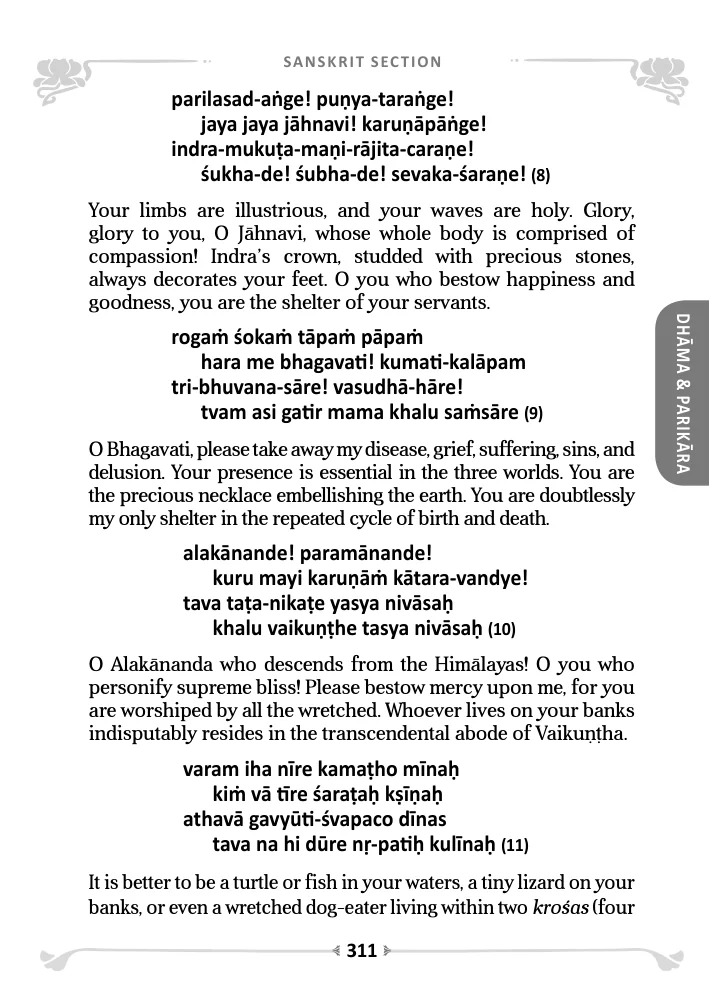 SANSKRIT SECTION
parilasad-aṅge! puṇya-taraṅge!
jaya jaya jāhnavi! karuṇāpāṅge!
indra-mukuṭa-maṇi-rājita-caraṇe!
śukha-de! śubha-de! sevaka-śaraṇe! (8)
Your limbs are illustrious, and your waves are holy. Glory,
glory to you, O Jāhnavi, whose whole body is comprised of
compassion! Indra’s crown, studded with precious stones,
always decorates your feet. O you who bestow happiness and
goodness, you are the shelter of your servants.
rogaṁ śokaṁ tāpaṁ pāpaṁ
hara me bhagavati! kumati-kalāpam
tri-bhuvana-sāre! vasudhā-hāre!
tvam asi gatir mama khalu saṁsāre (9)
O Bhagavati, please take away my disease, grief, suffering, sins, and
delusion. Your presence is essential in the three worlds. You are
the precious necklace embellishing the earth. You are doubtlessly
my only shelter in the repeated cycle of birth and death.
alakānande! paramānande!
kuru mayi karuṇāṁ kātara-vandye!
tava taṭa-nikaṭe yasya nivāsaḥ
khalu vaikuṇṭhe tasya nivāsaḥ (10)
O Alakānanda who descends from the Himālayas! O you who
personify supreme bliss! Please bestow mercy upon me, for you
are worshiped by all the wretched. Whoever lives on your banks
indisputably resides in the transcendental abode of Vaikuṇṭha.
varam iha nīre kamaṭho mīnaḥ
kiṁ vā tīre śaraṭaḥ kṣīṇaḥ
athavā gavyūti-śvapaco dīnas
tava na hi dūre nṛ-patiḥ kulīnaḥ (11)
It is better to be a turtle or fish in your waters, a tiny lizard on your
banks, or even a wretched dog-eater living within two krośas (four
DHĀMA & PARIKĀRA
311